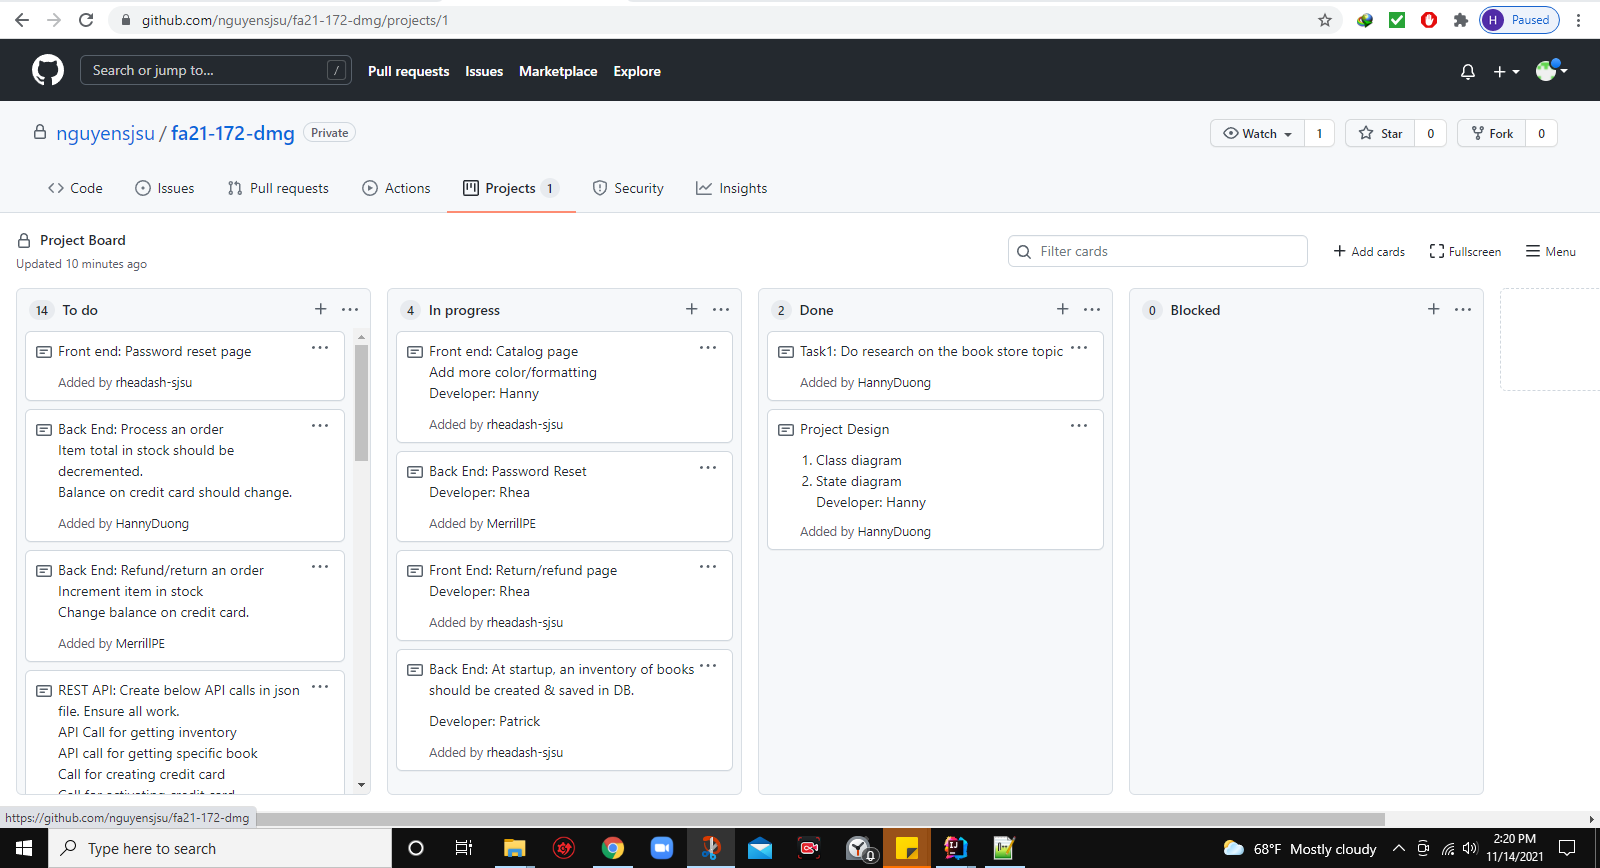 github.com/nguyensjsu/fa21-172-dmg/projects/1
H Paused
Search or jump to... /
Pull requests Issues Marketplace Explore
nguyensjsu / fa21-172-dmg Private
Watch 1 Star 0 Fork 0
Code Issues Pull requests Actions Projects 1 Security Insights
Project Board
Updated 10 minutes ago
Filter cards
Add cards Fullscreen Menu
14 To do
Front end: Password reset page
Added by rheadash-sjsu
Back End: Process an order
Item total in stock should be
decremented.
Balance on credit card should change.
Added by HannyDuong
Back End: Refund/return an order
Increment item in stock
Change balance on credit card.
Added by MerrillPE
REST API: Create below API calls in json
file. Ensure all work.
API Call for getting inventory
API call for getting specific book
Call for creating credit card
Call for activating credit card
4 In progress
Front end: Catalog page
Add more color/formatting
Developer: Hanny
Added by rheadash-sjsu
Back End: Password Reset
Developer: Rhea
Added by MerrillPE
Front End: Return/refund page
Developer: Rhea
Added by rheadash-sjsu
Back End: At startup, an inventory of books
should be created & saved in DB.
Developer: Patrick
Added by rheadash-sjsu
2 Done
Task1: Do research on the book store topic
Added by HannyDuong
Project Design
1. Class diagram
2. State diagram
Developer: Hanny
Added by HannyDuong
0 Blocked
https://github.com/nguyensjsu/fa21-172-dmg
Type here to search
68°F Mostly cloudy
2:20 PM
11/14/2021